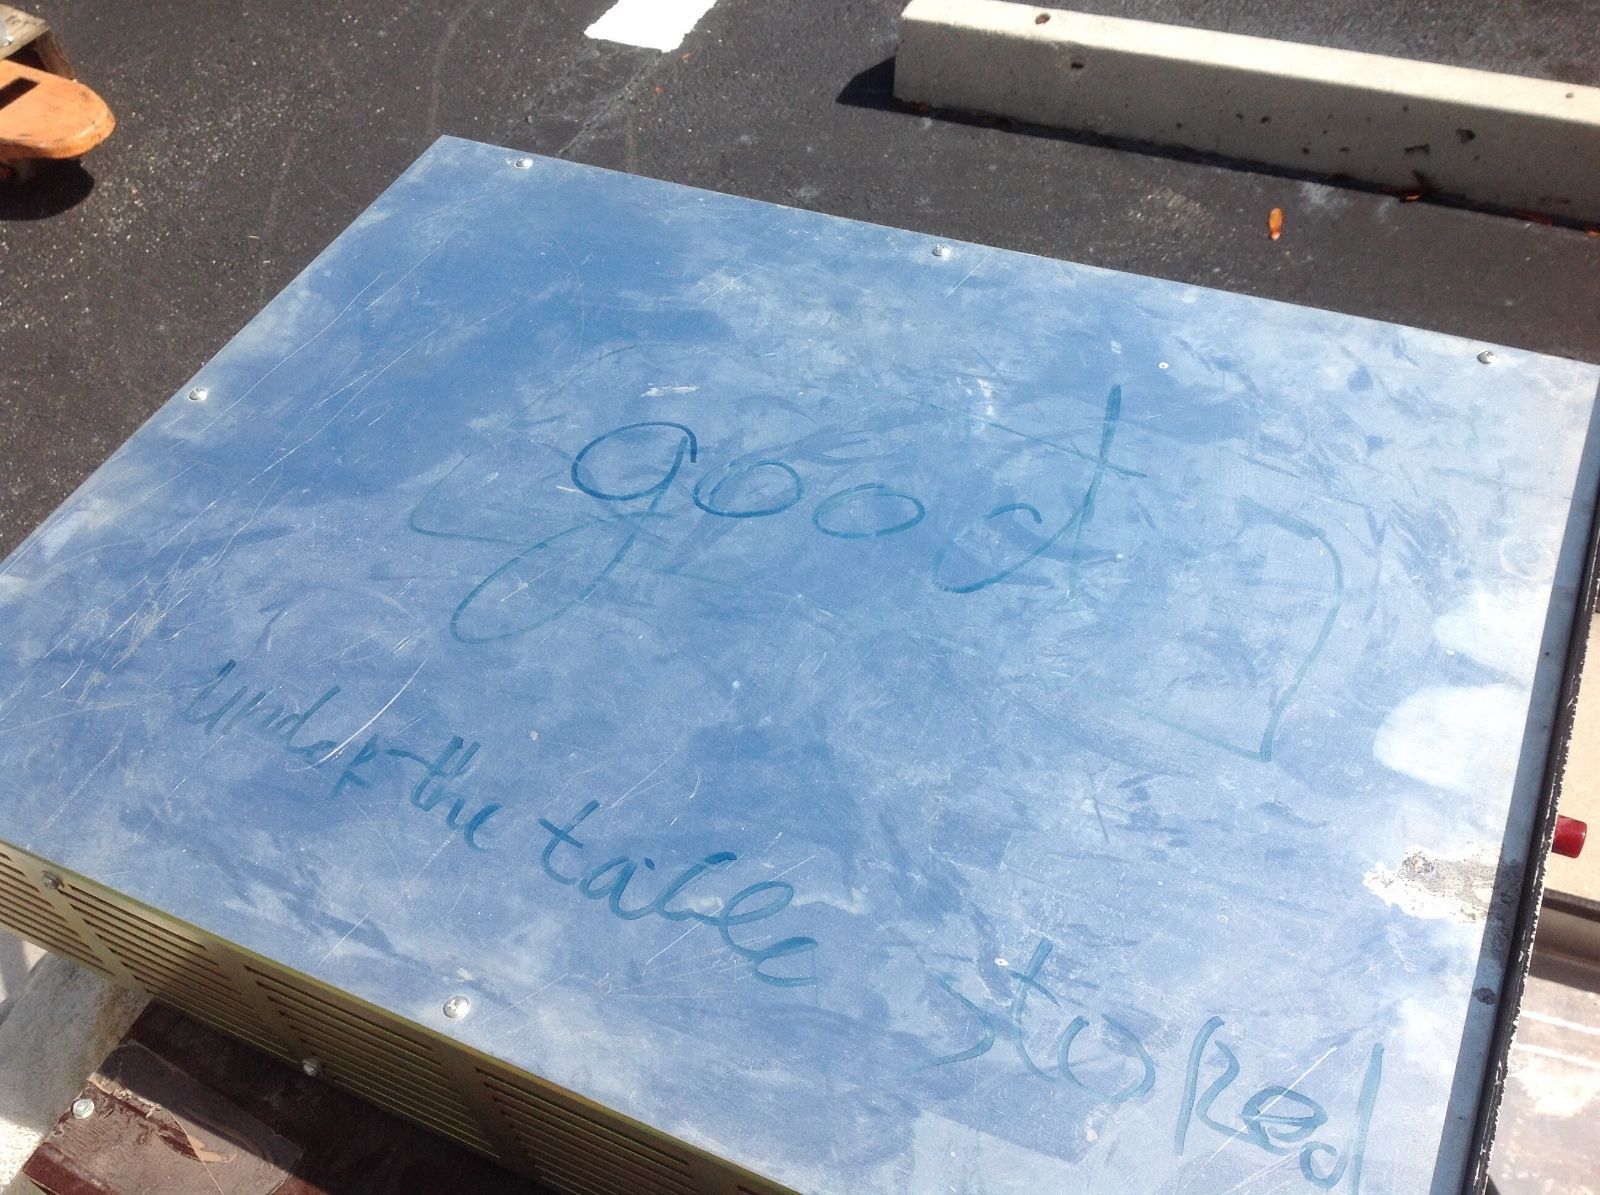 good
under the table stored